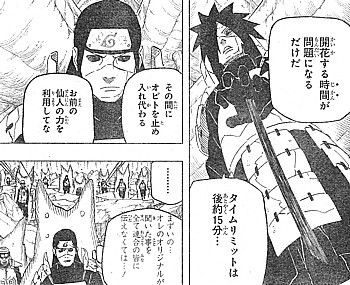 開花する時間が
問題になる
だけだ
タイムリミットは
後約15分…
その間に
オビトを止め
入れ代わる
お前の
仙人の力を
利用してな
………
まずいの…
オレのオリジナルが
聞いた事を
全て連合の皆に
伝えなくては…!